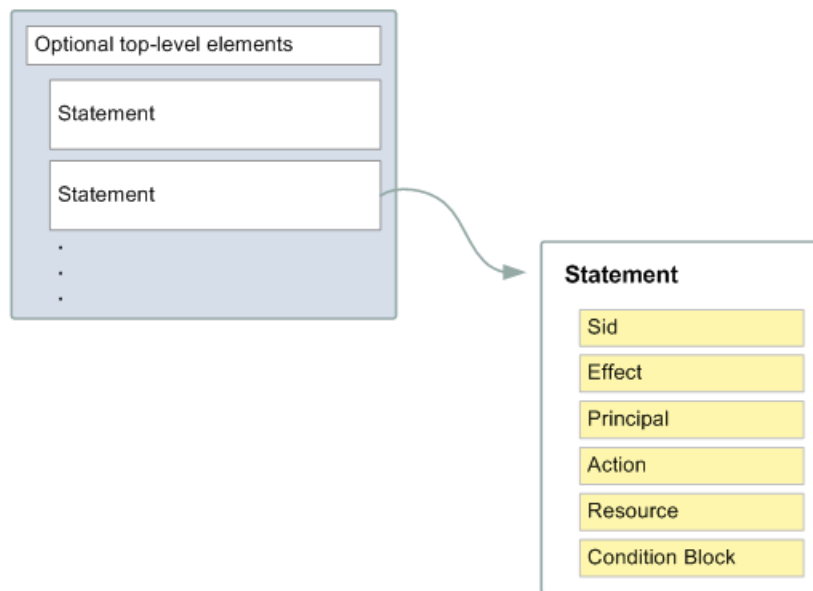 Optional top-level elements
Statement
Statement
.
.
.
Statement
Sid
Effect
Principal
Action
Resource
Condition Block